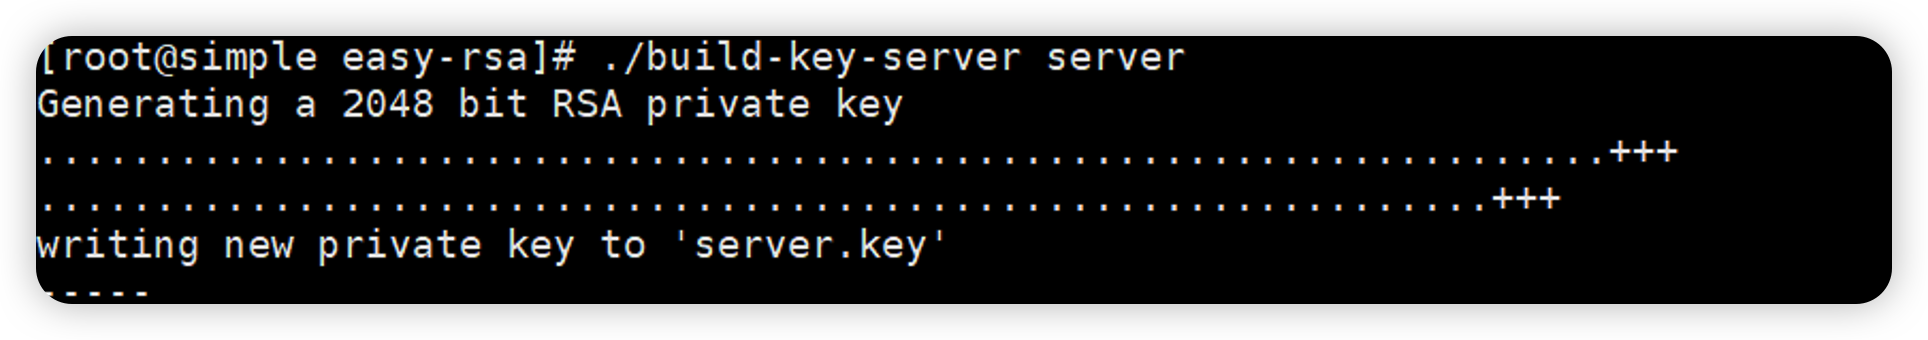 [root@simple easy-rsa]# ./build-key-server server
Generating a 2048 bit RSA private key
...................................................................+++
..............................................................+++
writing new private key to 'server.key'
-----